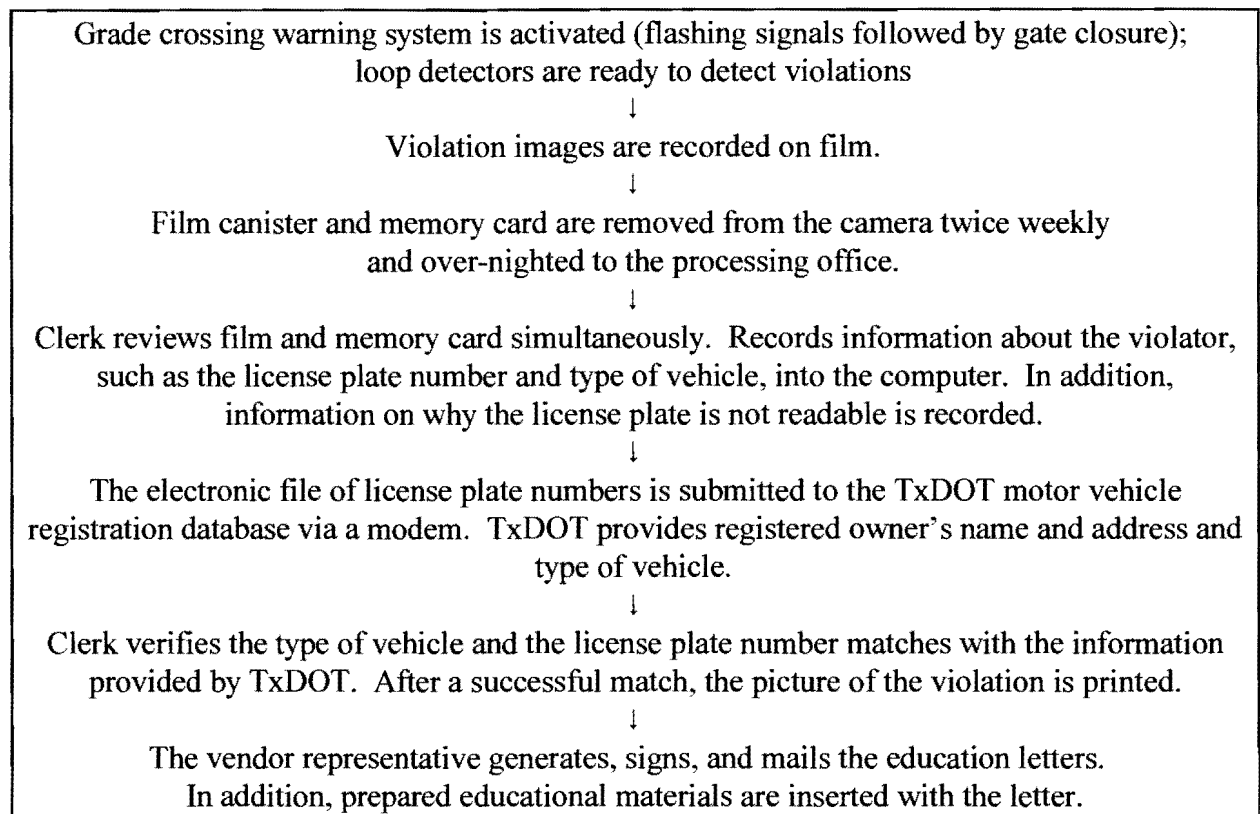 Grade crossing warning system is activated (flashing signals followed by gate closure);
loop detectors are ready to detect violations
↓
Violation images are recorded on film.
↓
Film canister and memory card are removed from the camera twice weekly
and over-nighted to the processing office.
↓
Clerk reviews film and memory card simultaneously. Records information about the violator,
such as the license plate number and type of vehicle, into the computer. In addition,
information on why the license plate is not readable is recorded.
↓
The electronic file of license plate numbers is submitted to the TxDOT motor vehicle
registration database via a modem. TxDOT provides registered owner's name and address and
type of vehicle.
↓
Clerk verifies the type of vehicle and the license plate number matches with the information
provided by TxDOT. After a successful match, the picture of the violation is printed.
↓
The vendor representative generates, signs, and mails the education letters.
In addition, prepared educational materials are inserted with the letter.